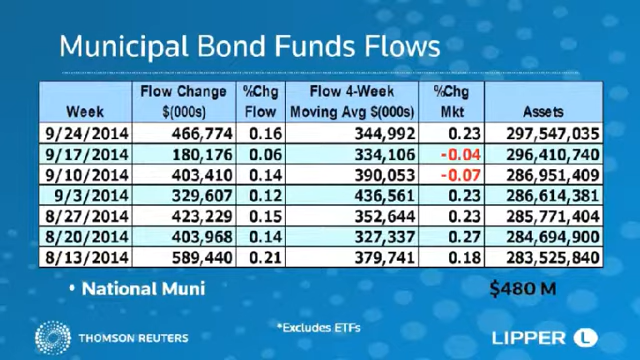 Municipal Bond Funds Flows
Week Flow Change $(000s) %Chg Flow Flow 4-Week Moving Avg $(000s) %Chg Mkt Assets
9/24/2014 466,774 0.16 344,992 0.23 297,547,035
9/17/2014 180,176 0.06 334,106 -0.04 296,410,740
9/10/2014 403,410 0.14 390,053 -0.07 286,951,409
9/3/2014 329,607 0.12 436,561 0.23 286,614,381
8/27/2014 423,229 0.15 352,644 0.23 285,771,404
8/20/2014 403,968 0.14 327,337 0.27 284,694,900
8/13/2014 589,440 0.21 379,741 0.18 283,525,840
• National Muni $480 M
*Excludes ETFs
THOMSON REUTERS LIPPER L